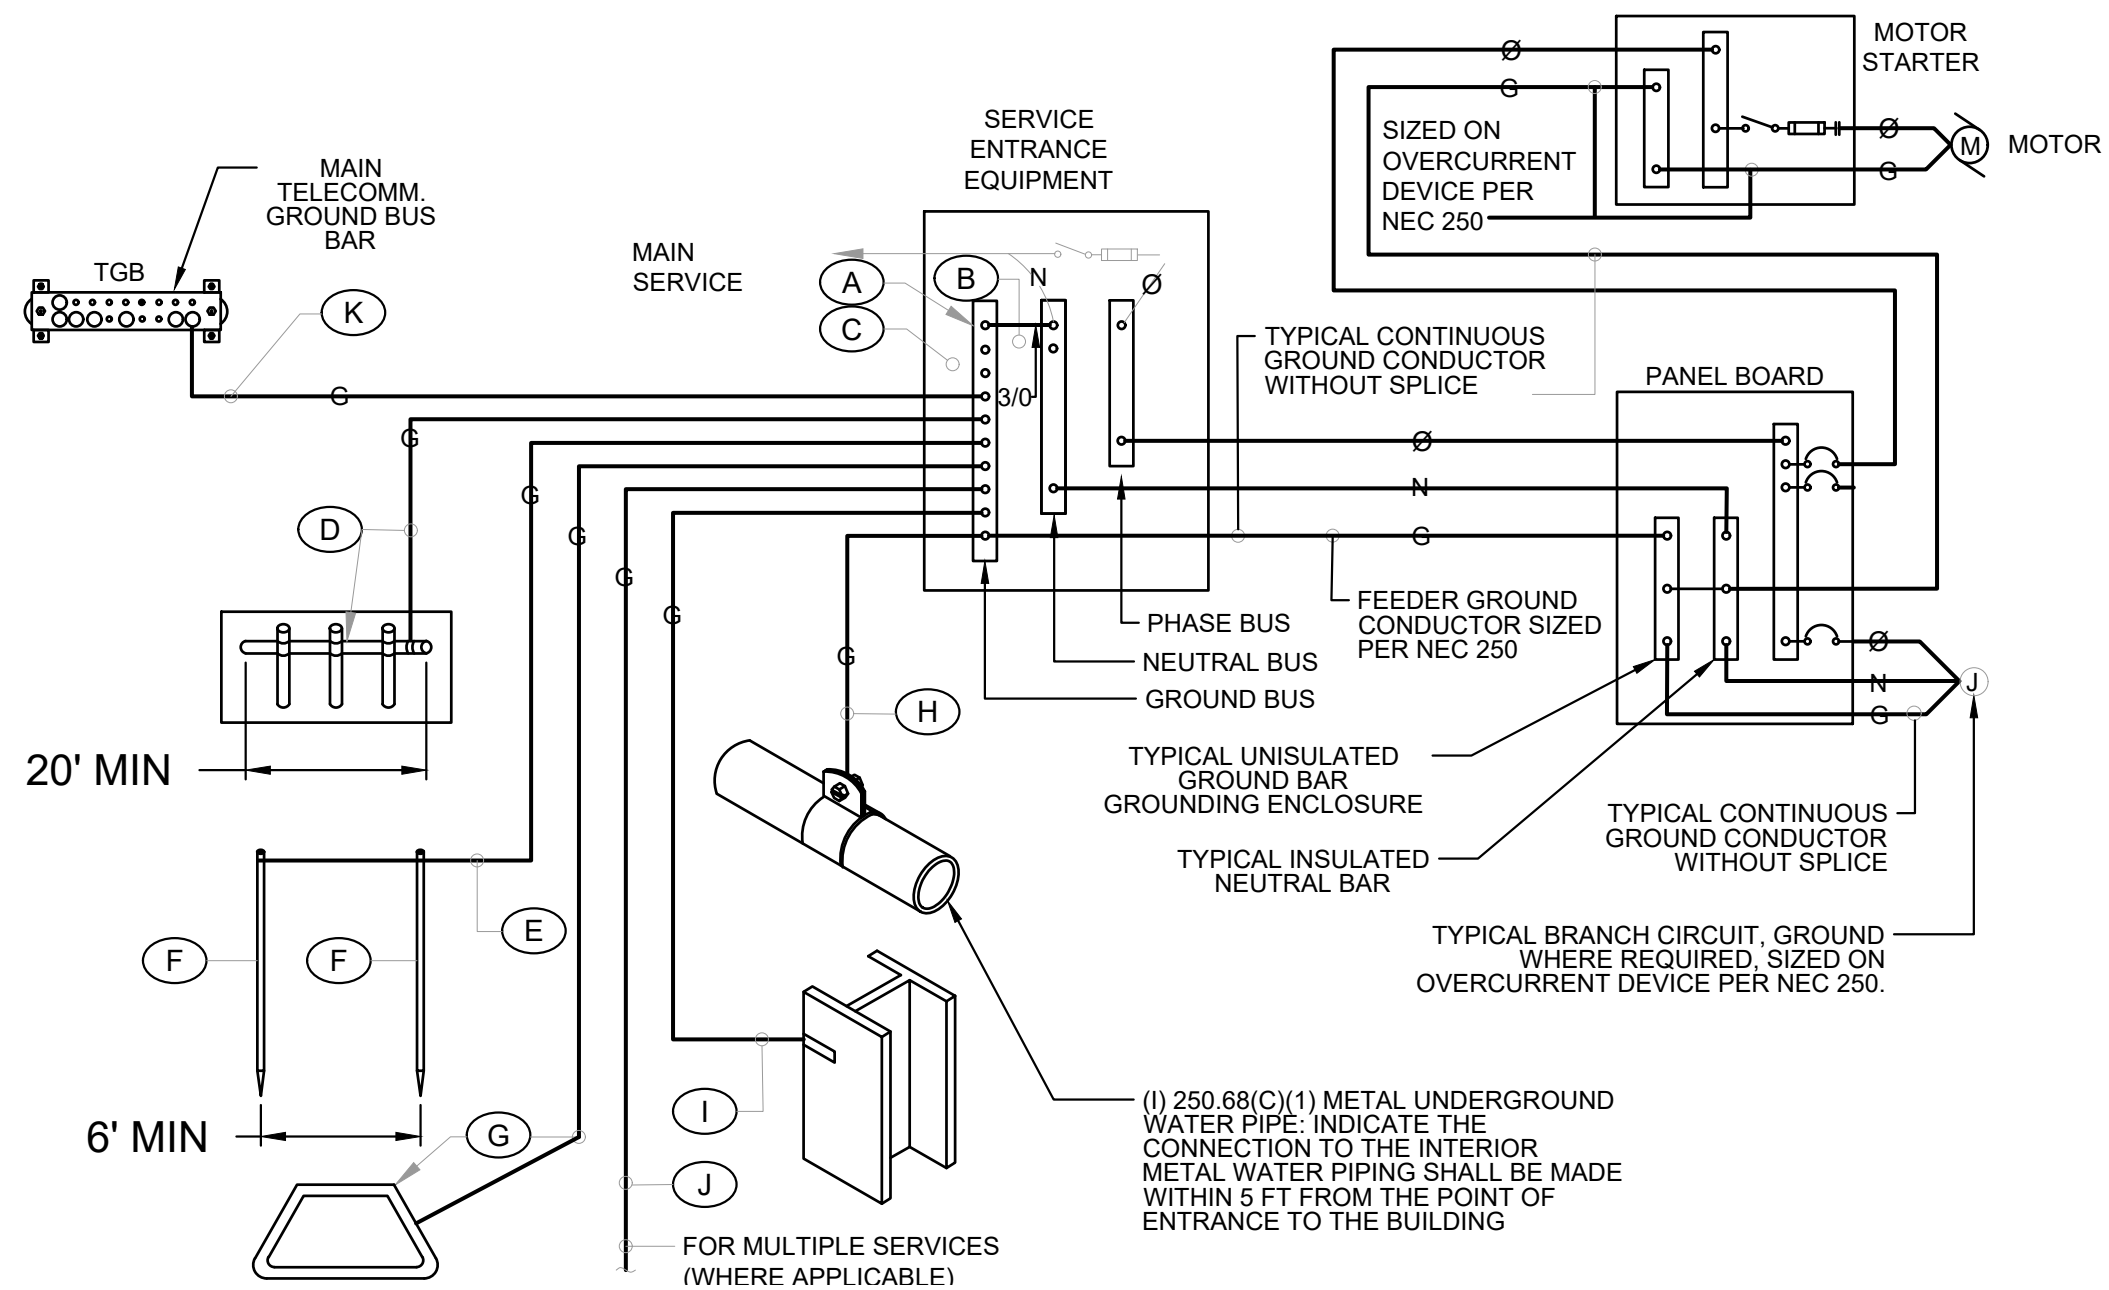 MOTOR
STARTER
Ø
G
SIZED ON
OVERCURRENT
DEVICE PER
NEC 250
Ø
G
M
MOTOR
SERVICE
ENTRANCE
EQUIPMENT
MAIN
TELECOMM.
GROUND BUS
BAR
TGB
K
G
MAIN
SERVICE
A
B
C
N
Ø
3/0
TYPICAL CONTINUOUS
GROUND CONDUCTOR
WITHOUT SPLICE
PANEL BOARD
Ø
N
G
G
G
G
G
G
G
D
20' MIN
PHASE BUS
NEUTRAL BUS
GROUND BUS
FEEDER GROUND
CONDUCTOR SIZED
PER NEC 250
Ø
N
G
J
H
TYPICAL UNISULATED
GROUND BAR
GROUNDING ENCLOSURE
TYPICAL INSULATED
NEUTRAL BAR
TYPICAL CONTINUOUS
GROUND CONDUCTOR
WITHOUT SPLICE
TYPICAL BRANCH CIRCUIT, GROUND
WHERE REQUIRED, SIZED ON
OVERCURRENT DEVICE PER NEC 250.
E
F
F
6' MIN
G
I
J
(I) 250.68(C)(1) METAL UNDERGROUND
WATER PIPE: INDICATE THE
CONNECTION TO THE INTERIOR
METAL WATER PIPING SHALL BE MADE
WITHIN 5 FT FROM THE POINT OF
ENTRANCE TO THE BUILDING
FOR MULTIPLE SERVICES
(WHERE APPLICABLE)